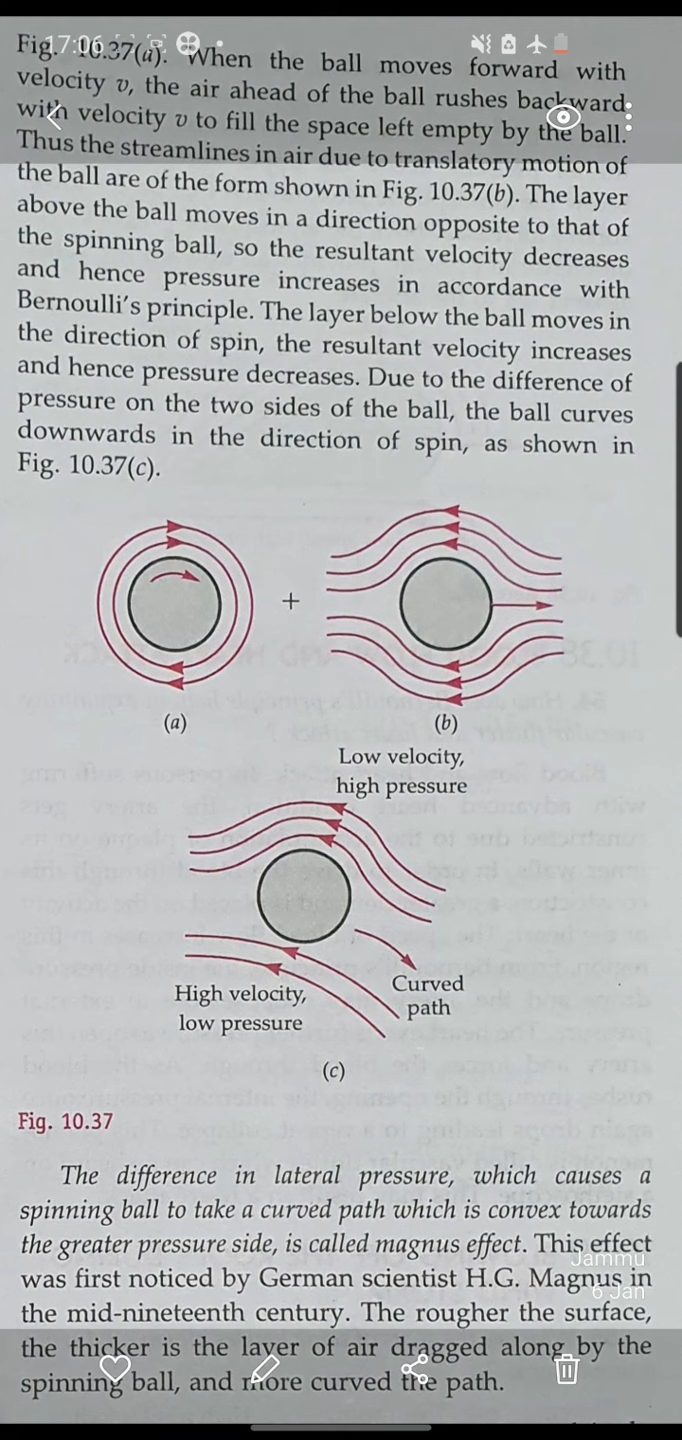 17:06
Fig. 10.37(a). When the ball moves forward with
velocity v, the air ahead of the ball rushes backward
with velocity v to fill the space left empty by the ball.
Thus the streamlines in air due to translatory motion of
the ball are of the form shown in Fig. 10.37(b). The layer
above the ball moves in a direction opposite to that of
the spinning ball, so the resultant velocity decreases
and hence pressure increases in accordance with
Bernoulli's principle. The layer below the ball moves in
the direction of spin, the resultant velocity increases
and hence pressure decreases. Due to the difference of
pressure on the two sides of the ball, the ball curves
downwards in the direction of spin, as shown in
Fig. 10.37(c).
+
(a)
(b)
Low velocity,
high pressure
High velocity,
low pressure
Curved
path
(c)
Fig. 10.37
The difference in lateral pressure, which causes a
spinning ball to take a curved path which is convex towards
the greater pressure side, is called magnus effect. This effect
was first noticed by German scientist H.G. Magnus in
the mid-nineteenth century. The rougher the surface,
the thicker is the layer of air dragged along by the
spinning ball, and more curved the path.
Jammu
6 Jan